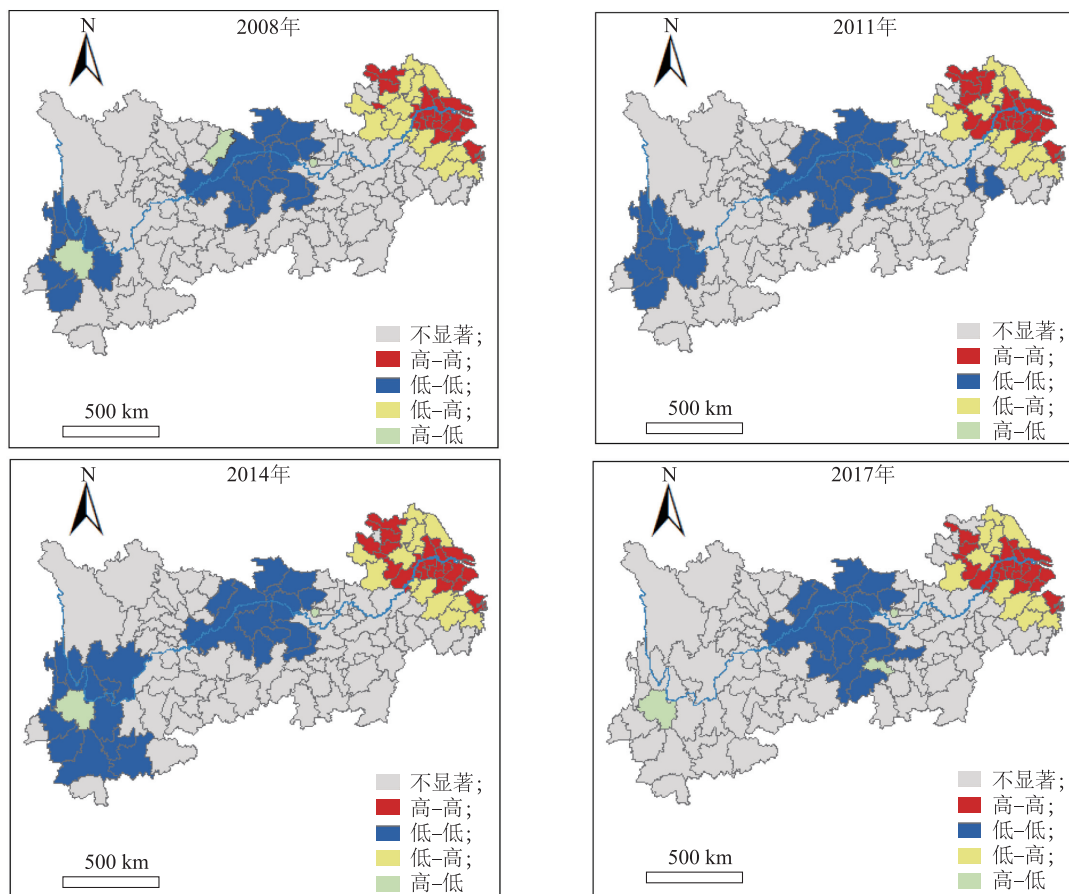 2008年
N
不显著;
高–高;
低–低;
低–高;
高–低
500 km
2011年
N
不显著;
高–高;
低–低;
低–高;
高–低
500 km
2014年
N
不显著;
高–高;
低–低;
低–高;
高–低
500 km
2017年
N
不显著;
高–高;
低–低;
低–高;
高–低
500 km